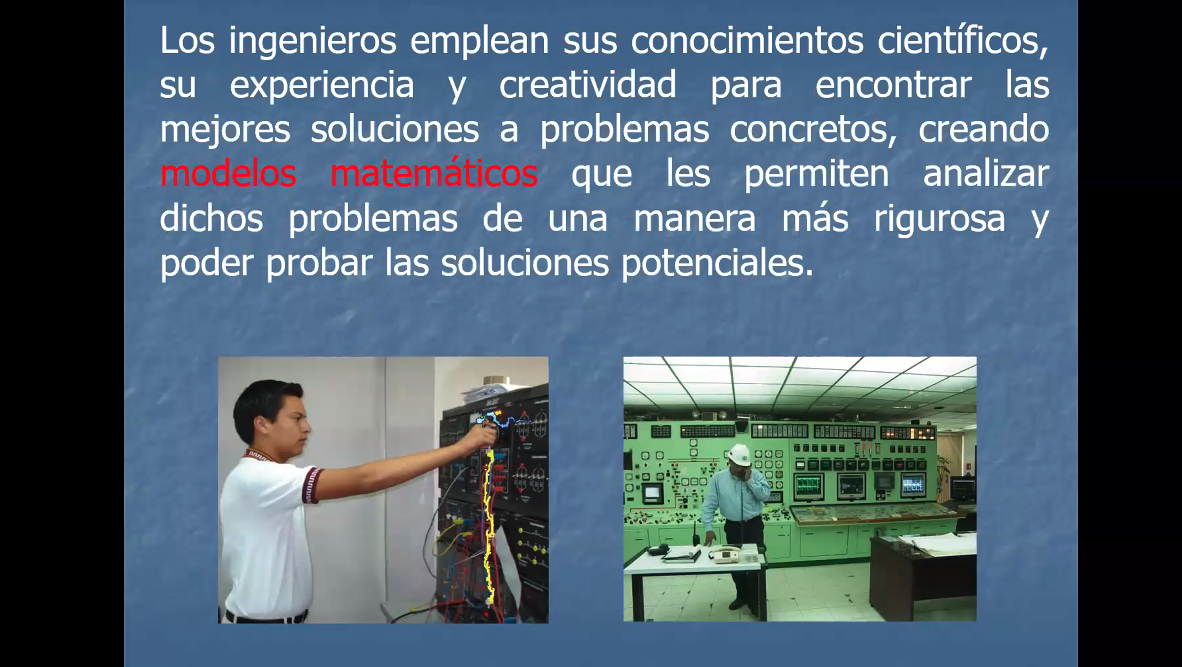 Los ingenieros emplean sus conocimientos científicos,
su experiencia y creatividad para encontrar las
mejores soluciones a problemas concretos, creando
modelos matemáticos que les permiten analizar
dichos problemas de una manera más rigurosa y
poder probar las soluciones potenciales.